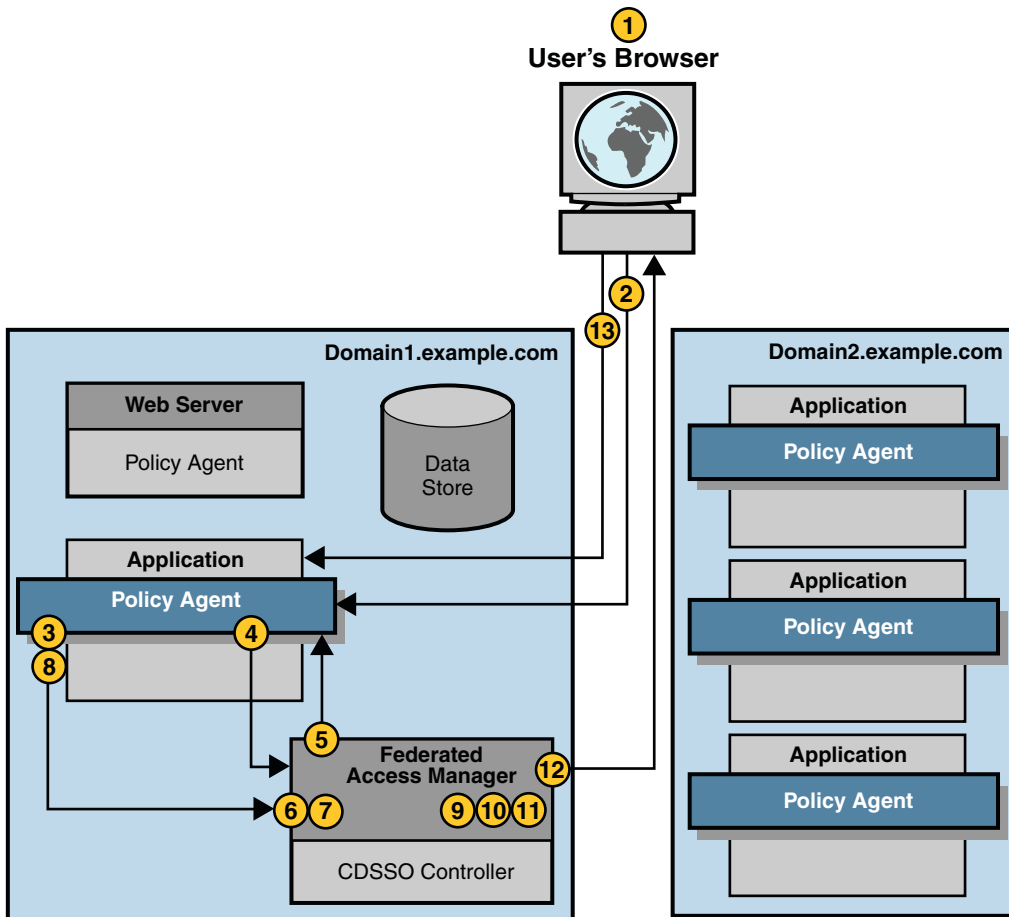 1
User's Browser
2
13
Domain1.example.com
Web Server
Policy Agent
Data
Store
Application
Policy Agent
3
4
8
5
Federated
Access Manager
12
6
7
9
10
11
CDSSO Controller
Domain2.example.com
Application
Policy Agent
Application
Policy Agent
Application
Policy Agent